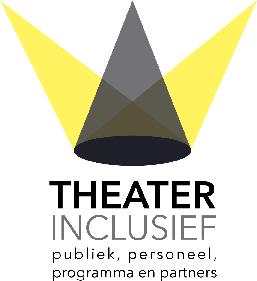 THEATER
INCLUSIEF
publiek, personeel,
programma en partners